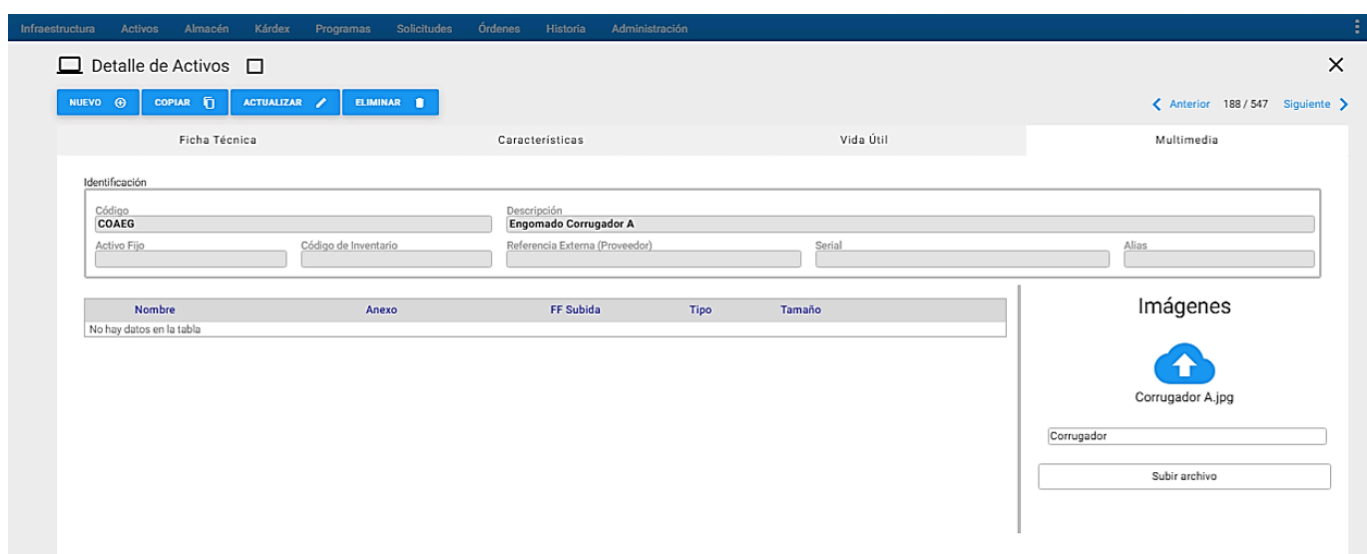 Infraestructura Activos Almacén Kárdex Programas Solicitudes Órdenes Historia Administración
Detalle de Activos
NUEVO COPIAR ACTUALIZAR ELIMINAR Anterior 188 / 547 Siguiente
Ficha Técnica Características Vida Útil Multimedia
Identificación
Código Descripción
COAEG Engomado Corrugador A
Activo Fijo Código de Inventario Referencia Externa (Proveedor) Serial Alias
Nombre Anexo FF Subida Tipo Tamaño
No hay datos en la tabla
Imágenes
Corrugador A.jpg
Corrugador
Subir archivo